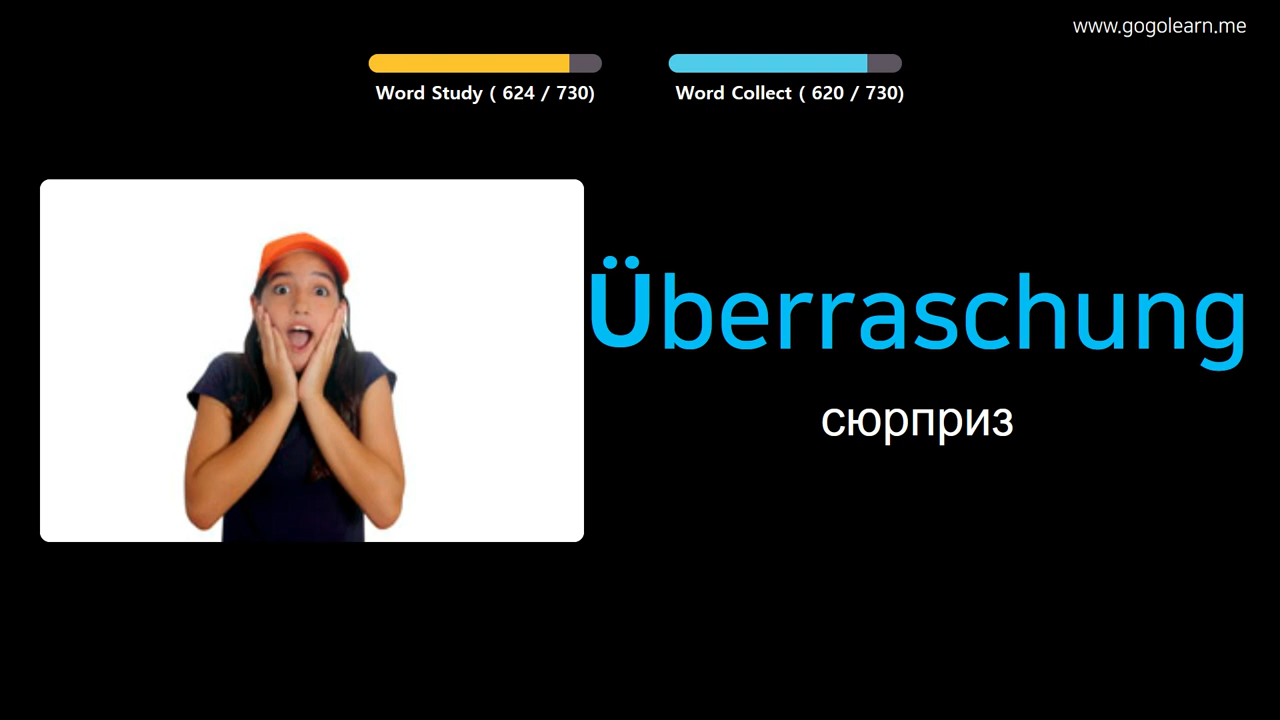 www.gogolearn.me
Word Study ( 624 / 730)
Word Collect ( 620 / 730)
Überraschung
сюрприз